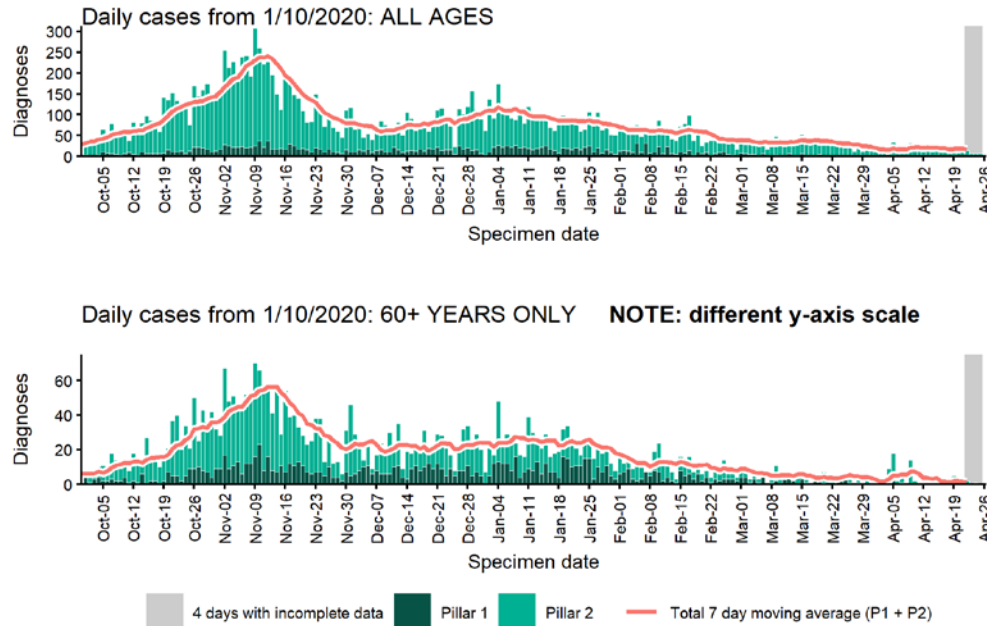 Daily cases from 1/10/2020: ALL AGES
Diagnoses
300
250
200
150
100
50
0
Oct-05
Oct-12
Oct-19
Oct-26
Nov-02
Nov-09
Nov-16
Nov-23
Nov-30
Dec-07
Dec-14
Dec-21
Dec-28
Jan-04
Jan-11
Jan-18
Jan-25
Feb-01
Feb-08
Feb-15
Feb-22
Mar-01
Mar-08
Mar-15
Mar-22
Mar-29
Apr-05
Apr-12
Apr-19
Apr-26
Specimen date
Daily cases from 1/10/2020: 60+ YEARS ONLY NOTE: different y-axis scale
Diagnoses
60
40
20
0
Oct-05
Oct-12
Oct-19
Oct-26
Nov-02
Nov-09
Nov-16
Nov-23
Nov-30
Dec-07
Dec-14
Dec-21
Dec-28
Jan-04
Jan-11
Jan-18
Jan-25
Feb-01
Feb-08
Feb-15
Feb-22
Mar-01
Mar-08
Mar-15
Mar-22
Mar-29
Apr-05
Apr-12
Apr-19
Apr-26
Specimen date
4 days with incomplete data Pillar 1 Pillar 2 Total 7 day moving average (P1 + P2)